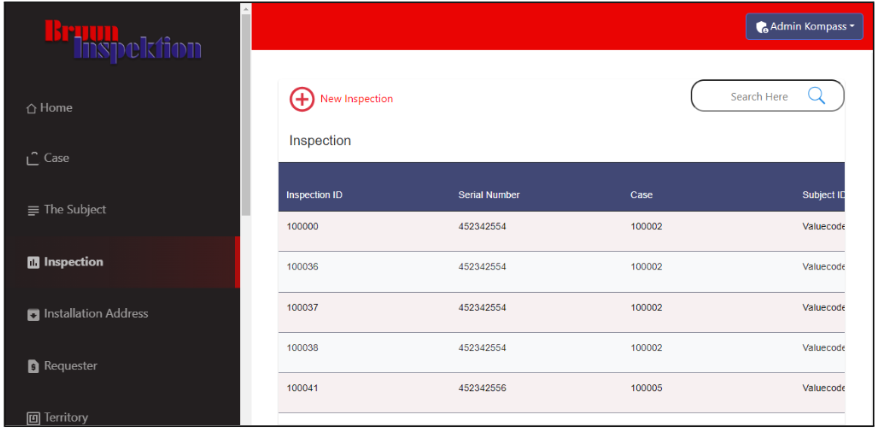 Bruun
Inspektion
Admin Kompass
Home
Case
The Subject
Inspection
Installation Address
Requester
Territory
New Inspection
Search Here
Inspection
Inspection ID Serial Number Case Subject ID
100000 452342554 100002 Valuecode
100036 452342554 100002 Valuecode
100037 452342554 100002 Valuecode
100038 452342554 100002 Valuecode
100041 452342556 100005 Valuecode